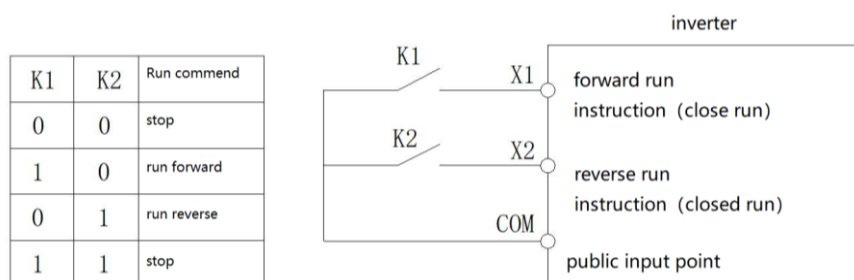 K1 K2 Run commend
0 0 stop
1 0 run forward
0 1 run reverse
1 1 stop
inverter
K1
X1
forward run
instruction（close run）
K2
X2
reverse run
instruction（closed run）
COM
public input point